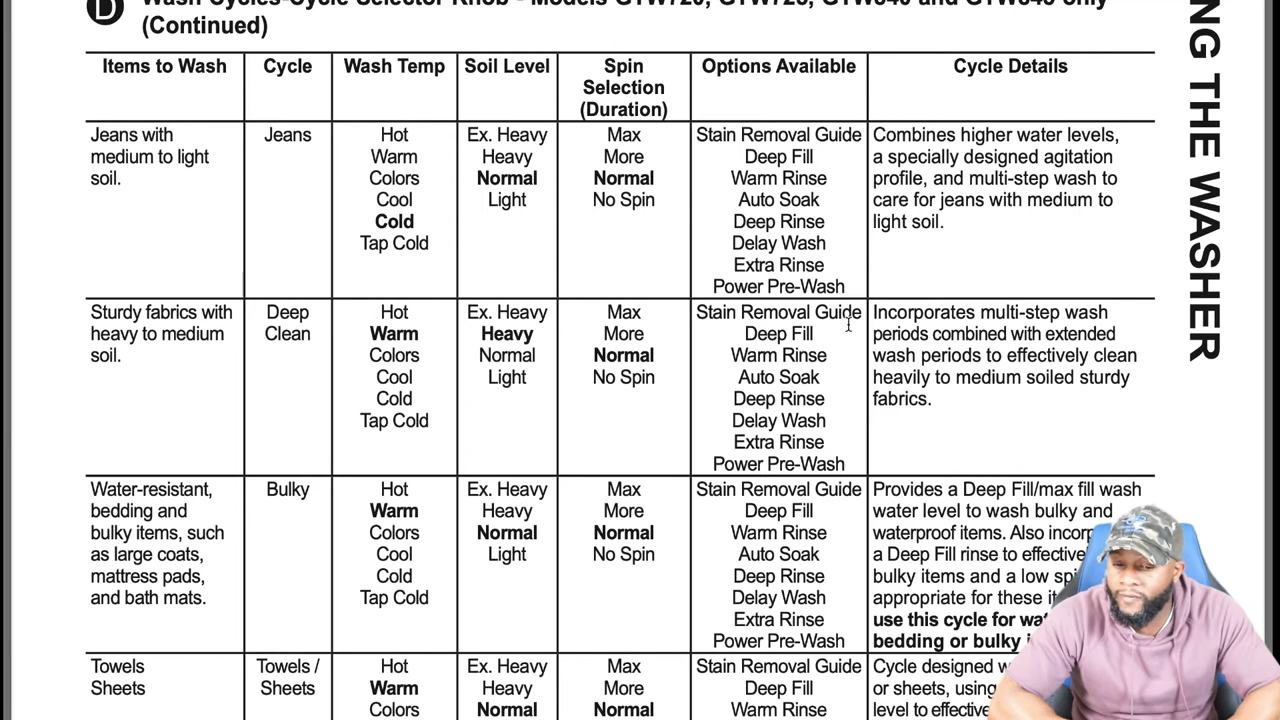 D Wash Cycles-Cycle Selector Knob - Models GTW720, GTW725, GTW840 and GTW845 only
(Continued)
NG THE WASHER
Items to Wash Cycle Wash Temp Soil Level Spin Selection (Duration) Options Available Cycle Details
Jeans with
medium to light
soil.
Jeans
Hot
Warm
Colors
Cool
Cold
Tap Cold
Ex. Heavy
Heavy
Normal
Light
Max
More
Normal
No Spin
Stain Removal Guide
Deep Fill
Warm Rinse
Auto Soak
Deep Rinse
Delay Wash
Extra Rinse
Power Pre-Wash
Combines higher water levels,
a specially designed agitation
profile, and multi-step wash to
care for jeans with medium to
light soil.
Sturdy fabrics with
heavy to medium
soil.
Deep
Clean
Hot
Warm
Colors
Cool
Cold
Tap Cold
Ex. Heavy
Heavy
Normal
Light
Max
More
Normal
No Spin
Stain Removal Guide
Deep Fill
Warm Rinse
Auto Soak
Deep Rinse
Delay Wash
Extra Rinse
Power Pre-Wash
Incorporates multi-step wash
periods combined with extended
wash periods to effectively clean
heavily to medium soiled sturdy
fabrics.
Water-resistant,
bedding and
bulky items, such
as large coats,
mattress pads,
and bath mats.
Bulky
Hot
Warm
Colors
Cool
Cold
Tap Cold
Ex. Heavy
Heavy
Normal
Light
Max
More
Normal
No Spin
Stain Removal Guide
Deep Fill
Warm Rinse
Auto Soak
Deep Rinse
Delay Wash
Extra Rinse
Power Pre-Wash
Provides a Deep Fill/max fill wash
water level to wash bulky and
waterproof items. Also incorp
a Deep Fill rinse to effective
bulky items and a low spi
appropriate for these it
use this cycle for wat
bedding or bulky i
Towels
Sheets
Towels /
Sheets
Hot
Warm
Colors
Ex. Heavy
Heavy
Normal
Max
More
Normal
Stain Removal Guide
Deep Fill
Warm Rinse
Cycle designed w
or sheets, using
level to effective